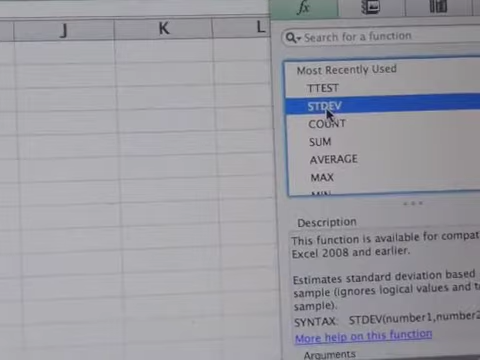 fx
J K L
Search for a function
Most Recently Used
TTEST
STDEV
COUNT
SUM
AVERAGE
MAX
MIN
Description
This function is available for compat
Excel 2008 and earlier.
Estimates standard deviation based
sample (ignores logical values and t
sample).
SYNTAX: STDEV(number1,number2
More help on this function
Arguments